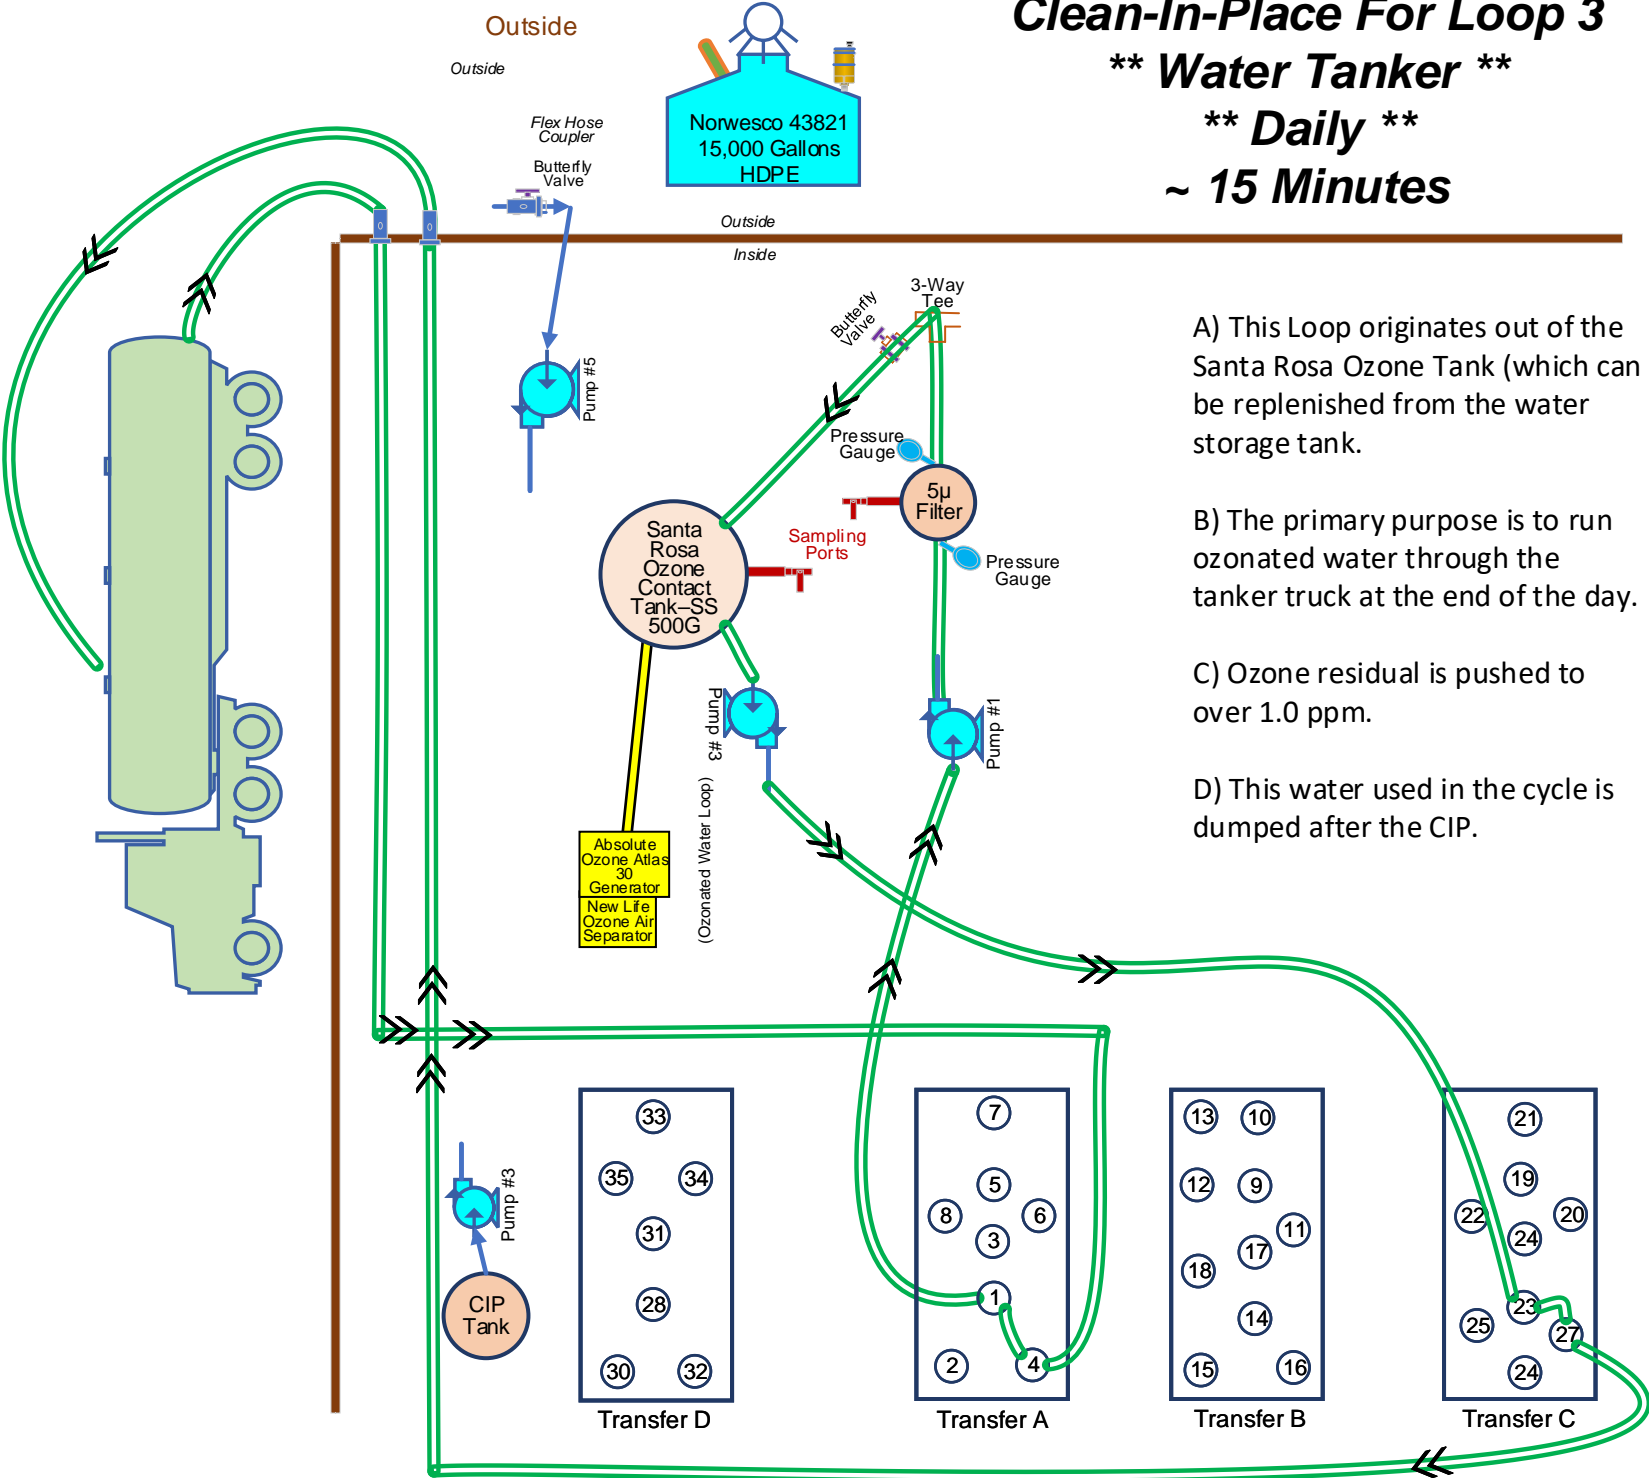 Outside
Clean-In-Place For Loop 3
** Water Tanker **
** Daily **
~ 15 Minutes
Outside
Flex Hose
Coupler
Butterfly
Valve
Norwesco 43821
15,000 Gallons
HDPE
Outside
Inside
3-Way
Tee
Butterfly
Valve
Pump #5
Pressure
Gauge
5µ
Filter
Sampling
Ports
Pressure
Gauge
Santa
Rosa
Ozone
Contact
Tank–SS
500G
Pump #3
Pump #1
(Ozonated Water Loop)
Absolute
Ozone Atlas
30
Generator
New Life
Ozone Air
Separator
A) This Loop originates out of the
Santa Rosa Ozone Tank (which can
be replenished from the water
storage tank.
B) The primary purpose is to run
ozonated water through the
tanker truck at the end of the day.
C) Ozone residual is pushed to
over 1.0 ppm.
D) This water used in the cycle is
dumped after the CIP.
Pump #3
CIP
Tank
33
35
34
31
28
30
32
Transfer D
7
5
8
6
3
1
2
4
Transfer A
13
10
12
9
11
17
18
14
15
16
Transfer B
21
19
22
20
24
23
25
27
24
Transfer C
0
0
0